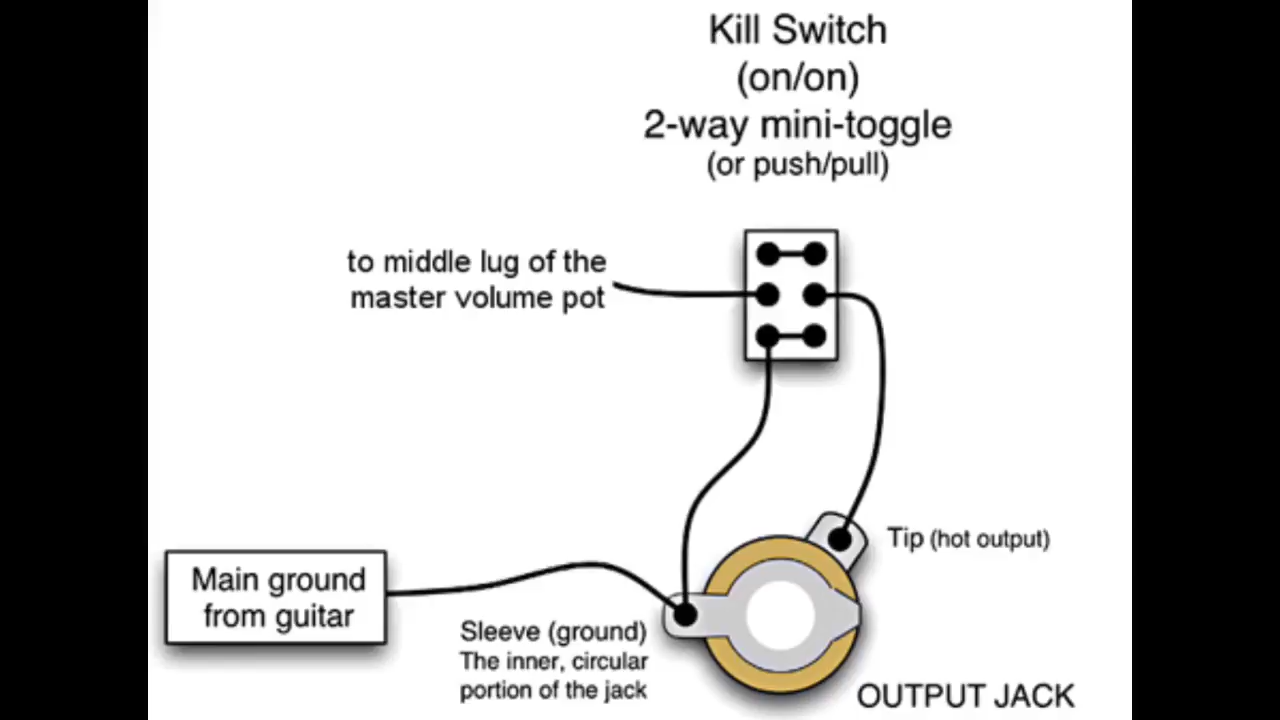 Kill Switch
(on/on)
2-way mini-toggle
(or push/pull)
to middle lug of the
master volume pot
Tip (hot output)
Main ground
from guitar
Sleeve (ground)
The inner, circular
portion of the jack
OUTPUT JACK